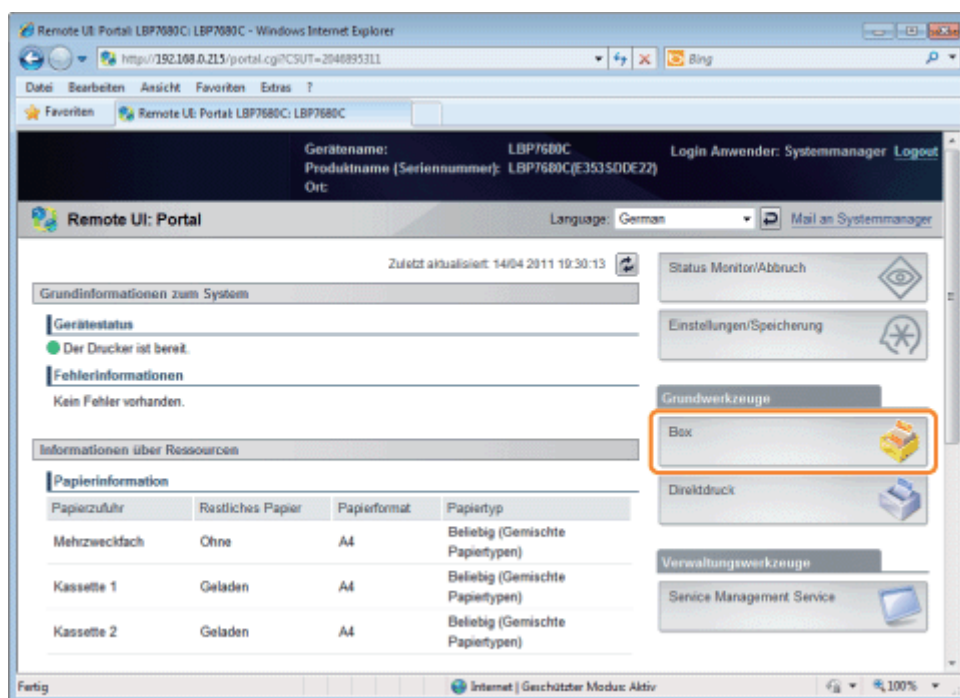 Remote UI: Portal: LBP7680C: LBP7680C - Windows Internet Explorer
http://192.168.0.215/portal.cgi?CSUT=2046895311
Bing
Datei Bearbeiten Ansicht Favoriten Extras ?
Favoriten Remote UI: Portal: LBP7680C: LBP7680C
Gerätename: LBP7680C
Login Anwender: Systemmanager Logout
Produktname (Seriennummer): LBP7680C(E353SDDE22)
Ort:
Remote UI: Portal
Language: German
Mail an Systemmanager
Zuletzt aktualisiert: 14/04 2011 19:30:13
Grundinformationen zum System
Gerätestatus
Der Drucker ist bereit.
Fehlerinformationen
Kein Fehler vorhanden.
Informationen über Ressourcen
Papierinformation
Papierzufuhr Restliches Papier Papierformat Papiertyp
Mehrzweckfach Ohne A4 Beliebig (Gemischte
Papiertypen)
Kassette 1 Geladen A4 Beliebig (Gemischte
Papiertypen)
Kassette 2 Geladen A4 Beliebig (Gemischte
Papiertypen)
Status Monitor/Abbruch
Einstellungen/Speicherung
Grundwerkzeuge
Box
Direktdruck
Verwaltungswerkzeuge
Service Management Service
Fertig
Internet | Geschützter Modus: Aktiv
100%